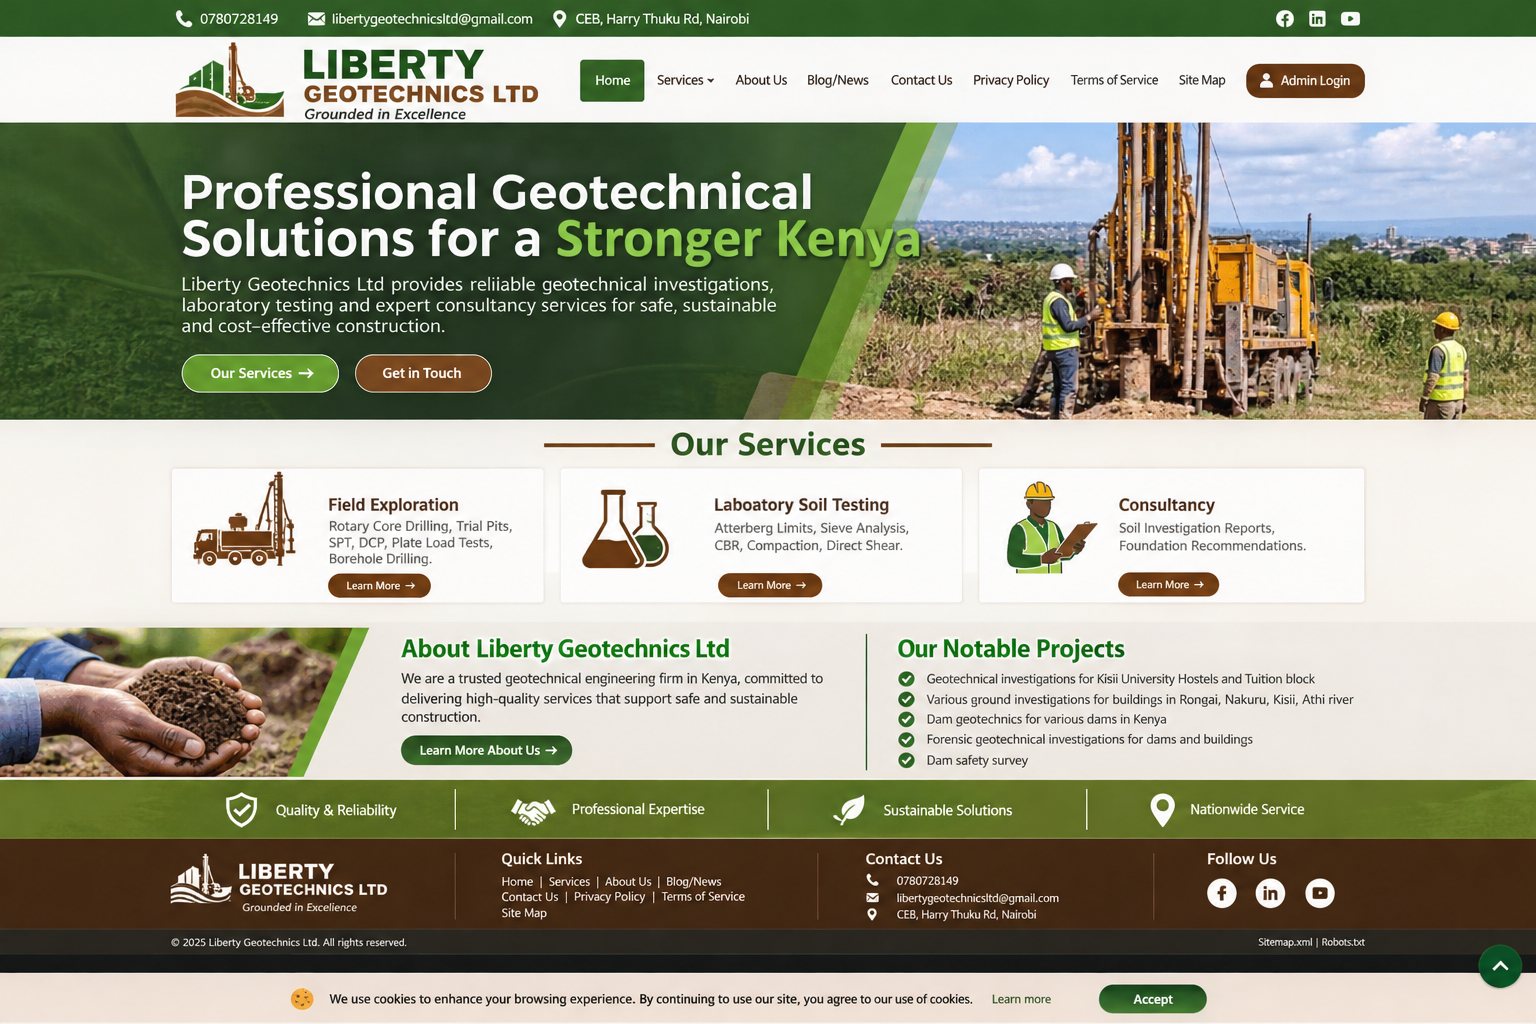 0780728149
libertygeotechnicsltd@gmail.com
CEB, Harry Thuku Rd, Nairobi
LIBERTY
GEOTECHNICS LTD
Grounded in Excellence
Home
Services
About Us
Blog/News
Contact Us
Privacy Policy
Terms of Service
Site Map
Admin Login
Professional Geotechnical
Solutions for a Stronger Kenya
Liberty Geotechnics Ltd provides reliiable geotechnical investigations,
laboratory testing and expert consultancy services for safe, sustainable
and cost-effective construction.
Our Services →
Get in Touch
Our Services
Field Exploration
Rotary Core Drilling, Trial Pits,
SPT, DCP, Plate Load Tests,
Borehole Drilling.
Learn More →
Laboatory Soil Testing
Atterberg Limits, Sieve Analysis,
CBR, Compaction, Direct Shear.
Learn More →
Consultancy
Soil Investigation Reports,
Foundation Recommendations.
Learn More →
About Liberty Geotechnics Ltd
We are a trusted geotechnical engineering firm in Kenya, committed to
delivering high-quality services that support safe and sustainable
construction.
Learn More About Us →
Our Notable Projects
Geotechnical investigations for Kisii University Hostels and Tuition block
Various ground investigations for buildings in Rongai, Nakuru, Kisii, Athi river
Dam geotechnics for various dams in Kenya
Forensic geotechnical investigations for dams and buildings
Dam safety survey
Quality & Reliability
Professional Expertise
Sustainable Solutions
Nationwide Service
LIBERTY
GEOTECHNICS LTD
Grounded in Excellence
Quick Links
Home | Services | About Us | Blog/News
Contact Us | Privacy Policy | Terms of Service
Site Map
Contact Us
0780728149
libertygeotechnicsltd@gmail.com
CEB, Harry Thuku Rd, Nairobi
Follow Us
© 2025 Liberty Geotechnics Ltd. All rights reserved.
Sitemap.xml | Robots.txt
We use cookies to enhance your browsing experience. By continuing to use our site, you agree to our use of cookies.
Learn more
Accept